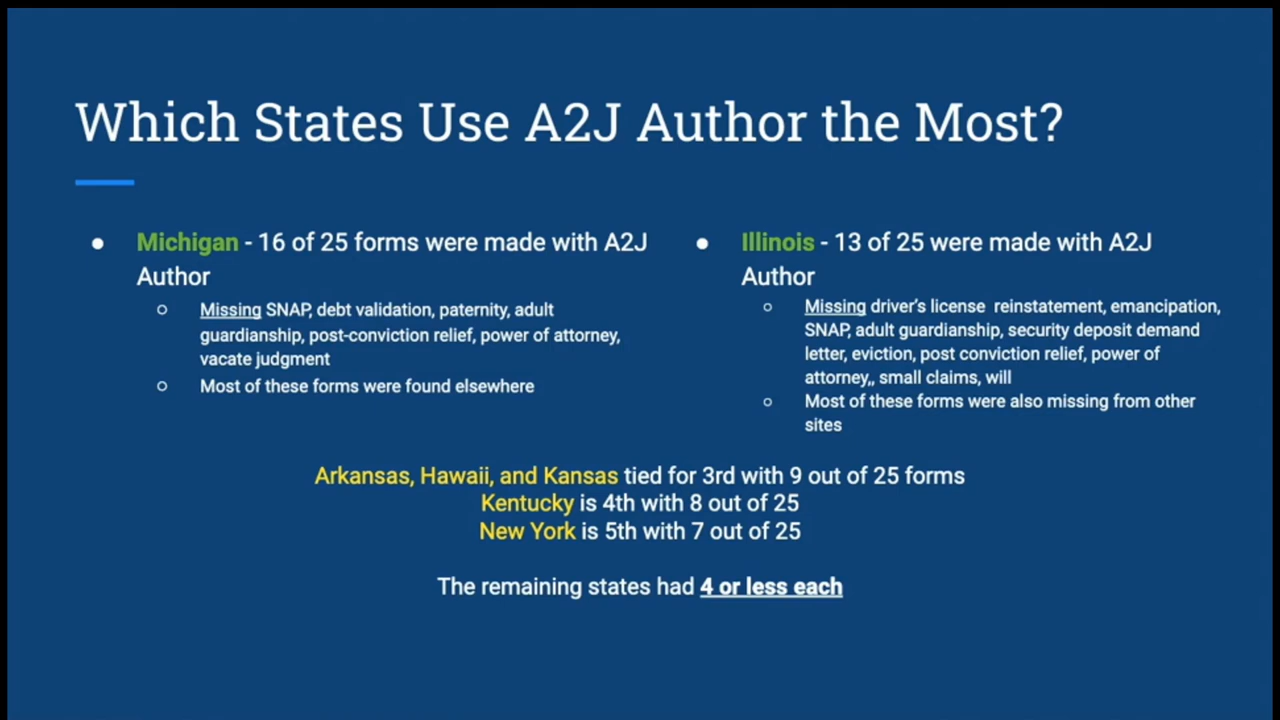 Which States Use A2J Author the Most?
● Michigan - 16 of 25 forms were made with A2J
Author
○ Missing SNAP, debt validation, paternity, adult
guardianship, post-conviction relief, power of attorney,
vacate judgment
○ Most of these forms were found elsewhere
● Illinois - 13 of 25 were made with A2J
Author
○ Missing driver's license reinstatement, emancipation,
SNAP, adult guardianship, security deposit demand
letter, eviction, post conviction relief, power of
attorney,, small claims, will
○ Most of these forms were also missing from other
sites
Arkansas, Hawaii, and Kansas tied for 3rd with 9 out of 25 forms
Kentucky is 4th with 8 out of 25
New York is 5th with 7 out of 25
The remaining states had 4 or less each